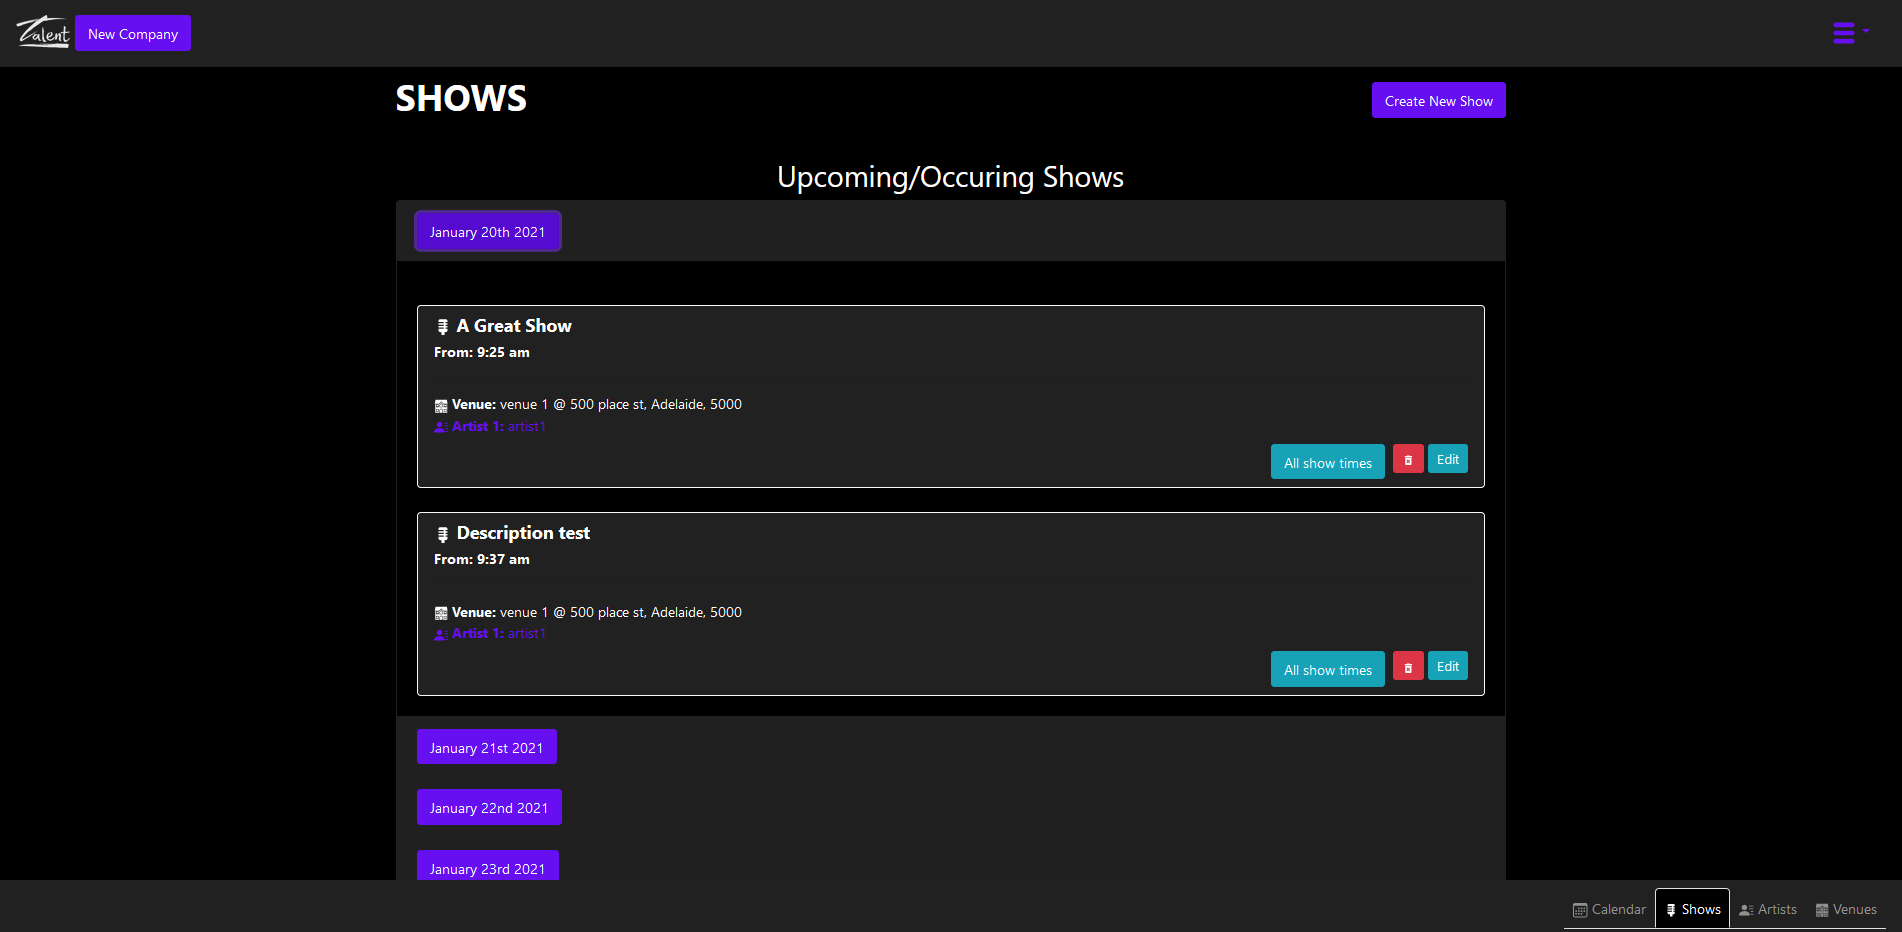 Talent New Company
SHOWS
Create New Show
Upcoming/Occuring Shows
January 20th 2021
A Great Show
From: 9:25 am
Venue: venue 1 @ 500 place st, Adelaide, 5000
Artist 1: artist1
All show times Edit
Description test
From: 9:37 am
Venue: venue 1 @ 500 place st, Adelaide, 5000
Artist 1: artist1
All show times Edit
January 21st 2021
January 22nd 2021
January 23rd 2021
Calendar Shows Artists Venues